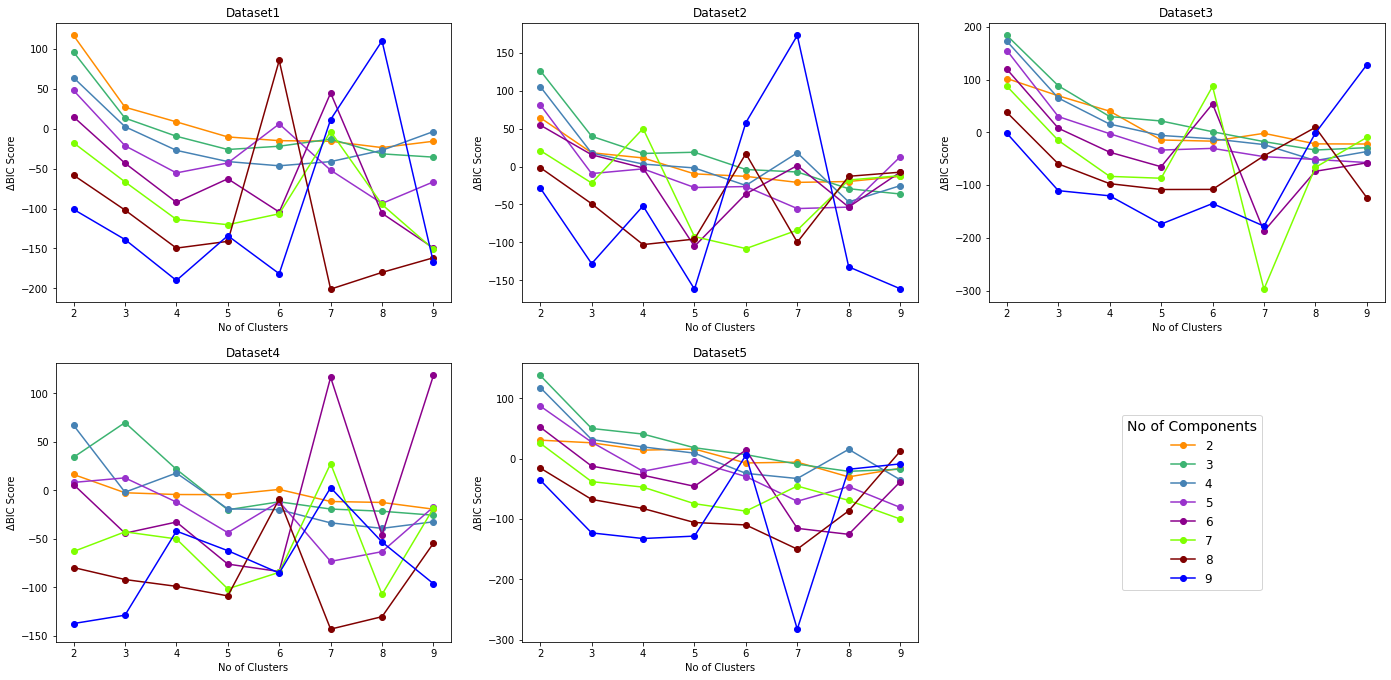 Dataset1
Dataset2
Dataset3
100
50
0
−50
−100
−150
−200
ΔBIC Score
2 3 4 5 6 7 8 9
No of Clusters
150
100
50
0
−50
−100
−150
ΔBIC Score
2 3 4 5 6 7 8 9
No of Clusters
200
100
0
−100
−200
−300
ΔBIC Score
2 3 4 5 6 7 8 9
No of Clusters
Dataset4
Dataset5
100
50
0
−50
−100
−150
ΔBIC Score
2 3 4 5 6 7 8 9
No of Clusters
100
0
−100
−200
−300
ΔBIC Score
2 3 4 5 6 7 8 9
No of Clusters
No of Components
2
3
4
5
6
7
8
9